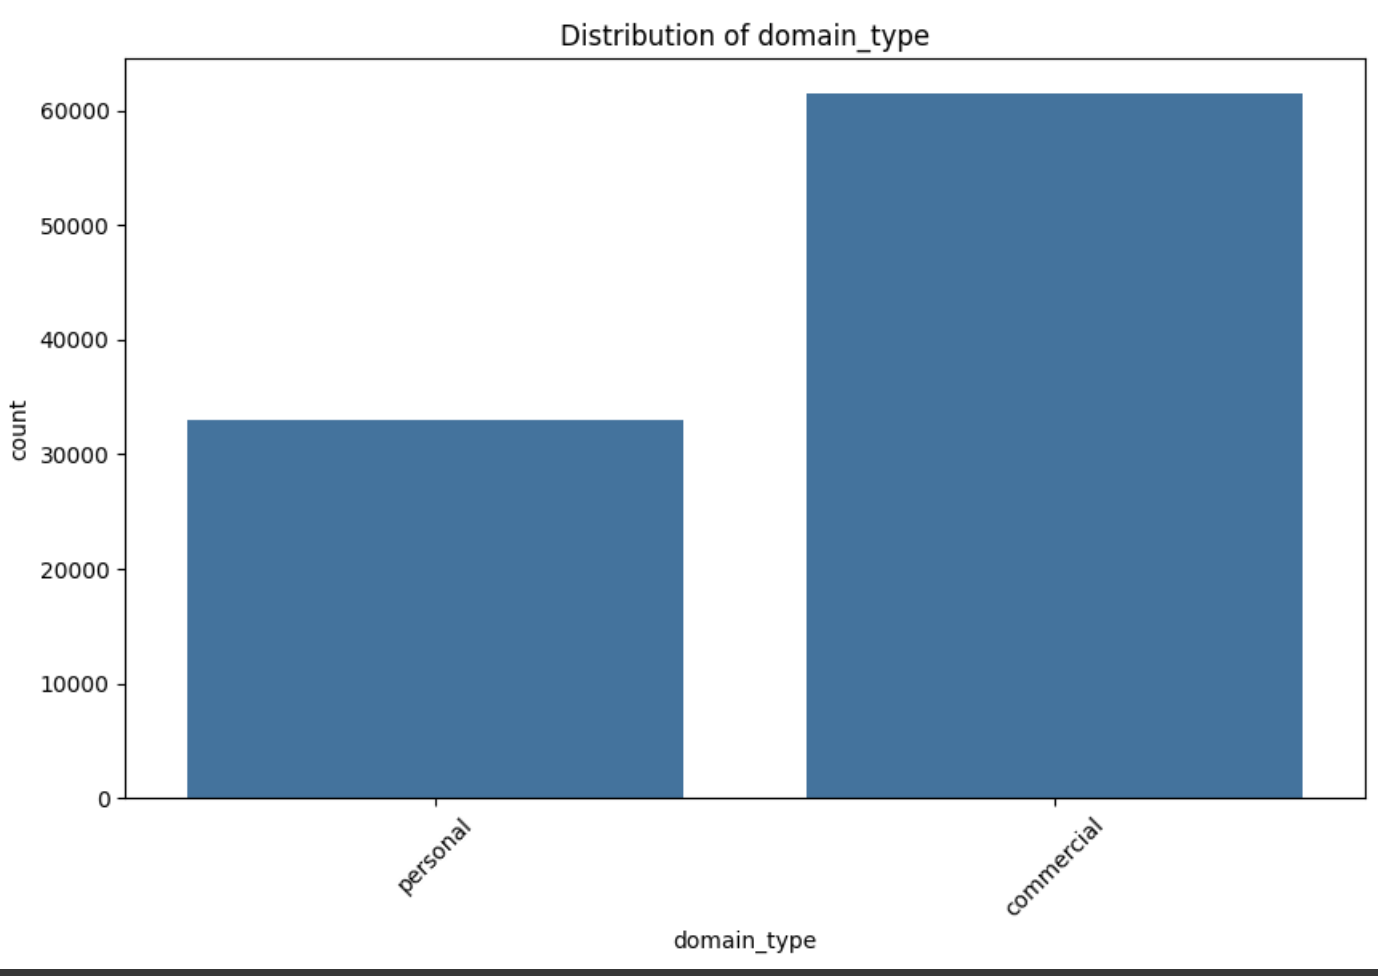 Distribution of domain_type
60000
50000
40000
30000
20000
10000
0
count
personal
commercial
domain_type